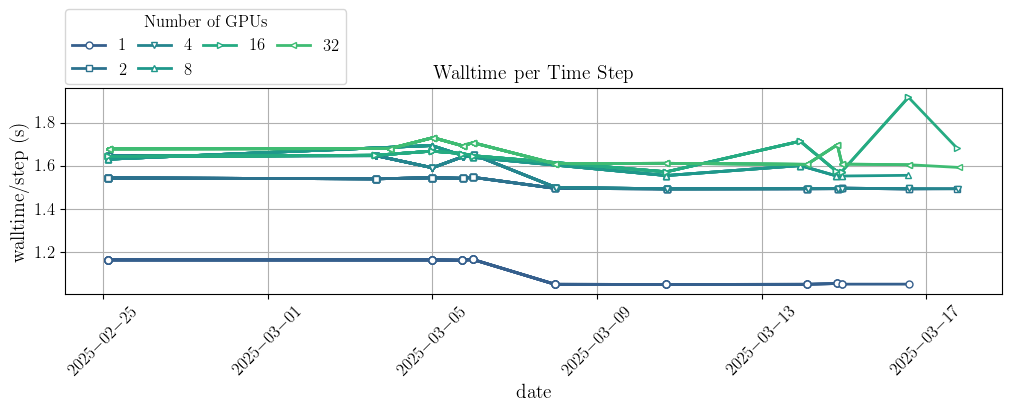 Number of GPUs
1 4 16 32
2 8
Walltime per Time Step
walltime/step (s)
1.8
1.6
1.4
1.2
2025−02−25 2025−03−01 2025−03−05 2025−03−09 2025−03−13 2025−03−17
date